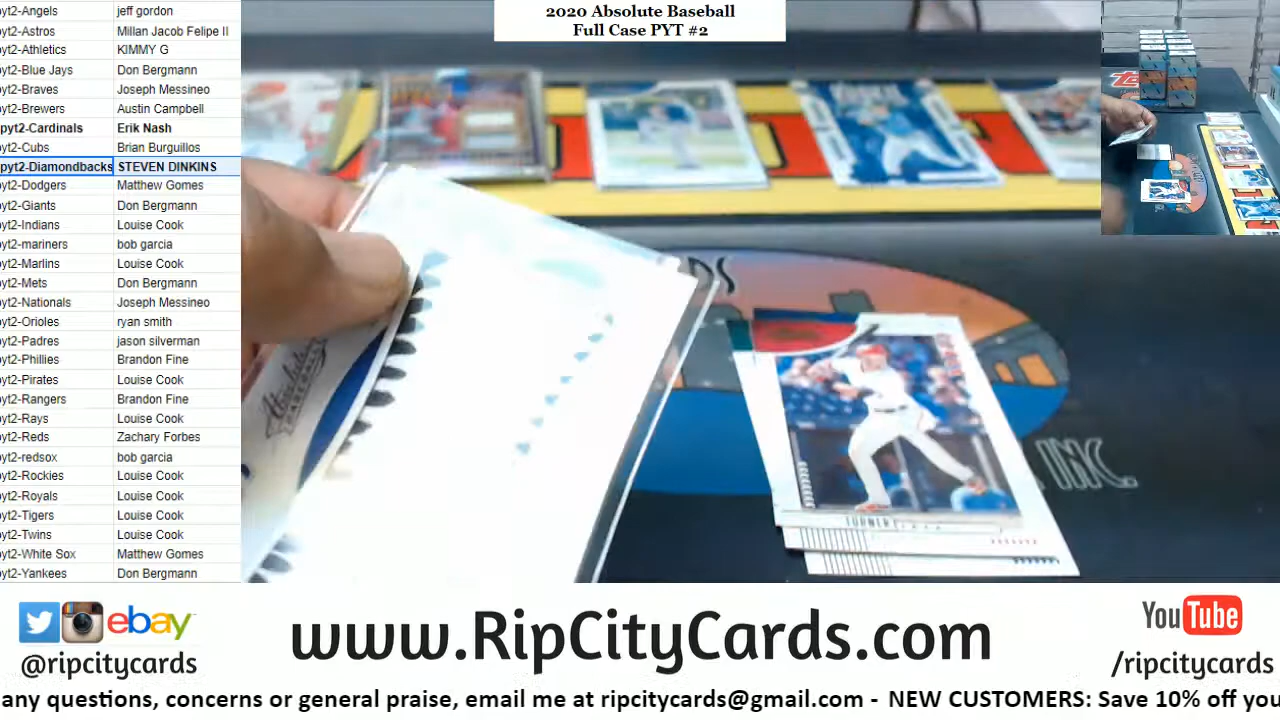 2020 Absolute Baseball
Full Case PYT #2
pyt2-Angels jeff gordon
pyt2-Astros Millan Jacob Felipe II
pyt2-Athletics KIMMY G
pyt2-Blue Jays Don Bergmann
pyt2-Braves Joseph Messineo
pyt2-Brewers Austin Campbell
pyt2-Cardinals Erik Nash
pyt2-Cubs Brian Burguillos
pyt2-Diamondbacks STEVEN DINKINS
pyt2-Dodgers Matthew Gomes
pyt2-Giants Don Bergmann
pyt2-Indians Louise Cook
pyt2-mariners bob garcia
pyt2-Marlins Louise Cook
pyt2-Mets Don Bergmann
pyt2-Nationals Joseph Messineo
pyt2-Orioles ryan smith
pyt2-Padres jason silverman
pyt2-Phillies Brandon Fine
pyt2-Pirates Louise Cook
pyt2-Rangers Brandon Fine
pyt2-Rays Louise Cook
pyt2-Reds Zachary Forbes
pyt2-redsox bob garcia
pyt2-Rockies Louise Cook
pyt2-Royals Louise Cook
pyt2-Tigers Louise Cook
pyt2-Twins Louise Cook
pyt2-White Sox Matthew Gomes
pyt2-Yankees Don Bergmann
Absolute
DS
TURNER
INC.
ebay
@ripcitycards
www.RipCityCards.com
YouTube
/ripcitycards
any questions, concerns or general praise, email me at ripcitycards@gmail.com - NEW CUSTOMERS: Save 10% off you